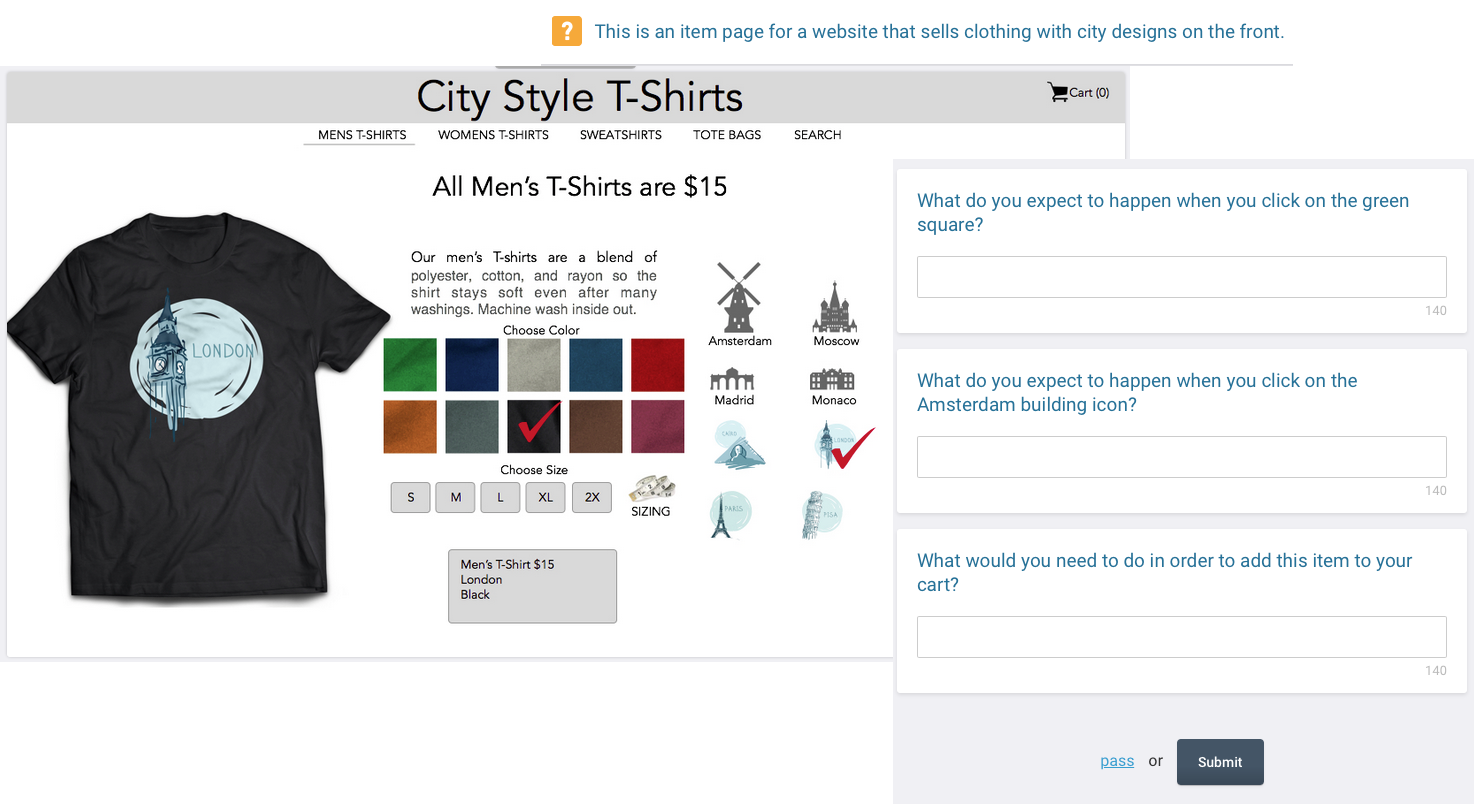 ?
This is an item page for a website that sells clothing with city designs on the front.
City Style T-Shirts
Cart (0)
MENS T-SHIRTS WOMENS T-SHIRTS SWEATSHIRTS TOTE BAGS SEARCH
All Men's T-Shirts are $15
LONDON
Our men's T-shirts are a blend of
polyester, cotton, and rayon so the
shirt stays soft even after many
washings. Machine wash inside out.
Choose Color
Choose Size
S M L XL 2X
SIZING
Men's T-Shirt $15
London
Black
Amsterdam
Moscow
Madrid
Monaco
CAIRO
LONDON
PARIS
PISA
What do you expect to happen when you click on the green
square?
140
What do you expect to happen when you click on the
Amsterdam building icon?
140
What would you need to do in order to add this item to your
cart?
140
pass or Submit